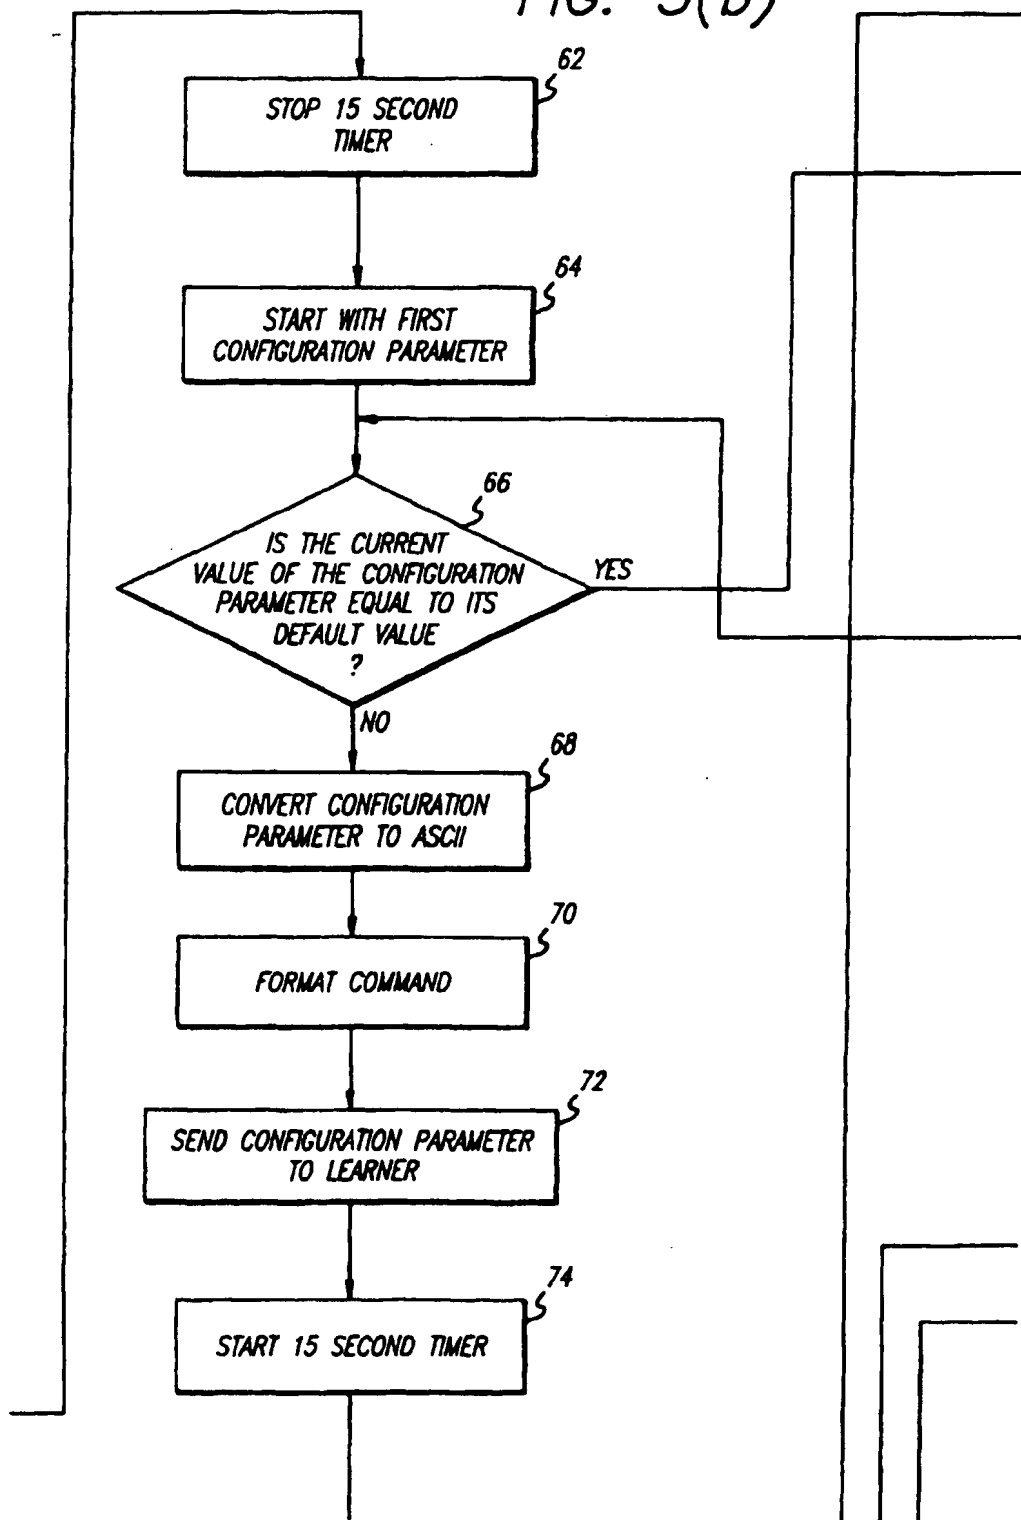 FIG. 3(b)
62
STOP 15 SECOND
TIMER
64
START WITH FIRST
CONFIGURATION PARAMETER
66
IS THE CURRENT
VALUE OF THE CONFIGURATION
PARAMETER EQUAL TO ITS
DEFAULT VALUE
?
YES
NO
68
CONVERT CONFIGURATION
PARAMETER TO ASCII
70
FORMAT COMMAND
72
SEND CONFIGURATION PARAMETER
TO LEARNER
74
START 15 SECOND TIMER